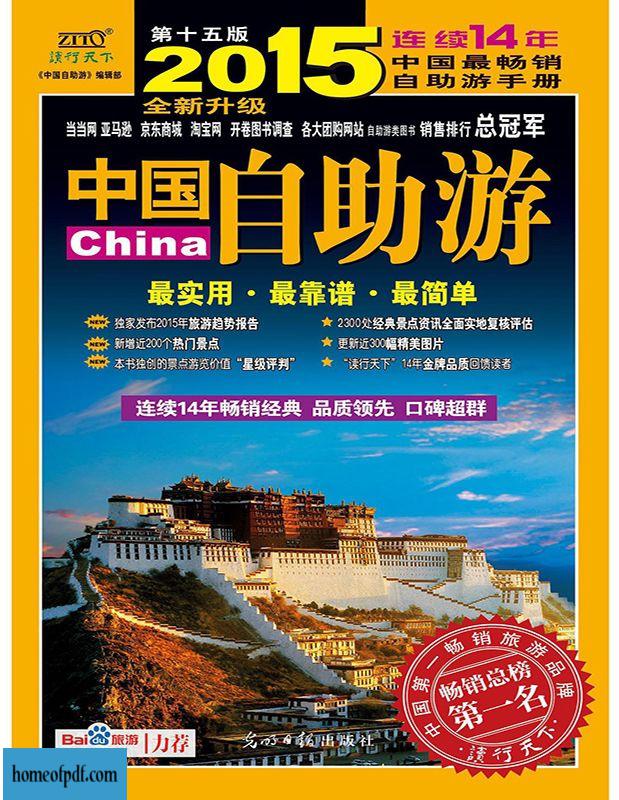 ZITO®
读行天下
《中国自助游》编辑部
第十五版
2015
全新升级
连续14年
中国最畅销
自助游手册
当当网 亚马逊 京东商城 淘宝网 开卷图书调查 各大团购网站 自助游类图书 销售排行 总冠军
中国
China
自助游
最实用·最靠谱·最简单
NEW 独家发布2015年旅游趋势报告
NEW 新增近200个热门景点
NEW 本书独创的景点游览价值“星级评判”
★ 2300处经典景点资讯全面实地复核评估
★ 更新近300幅精美图片
★ “读行天下”14年金牌品质回馈读者
连续14年畅销经典 品质领先 口碑超群
中国第一畅销旅游品牌
畅销总榜
第一名
·读行天下·
Bai du 旅游 力荐
光明日报出版社
homeofpdf.com